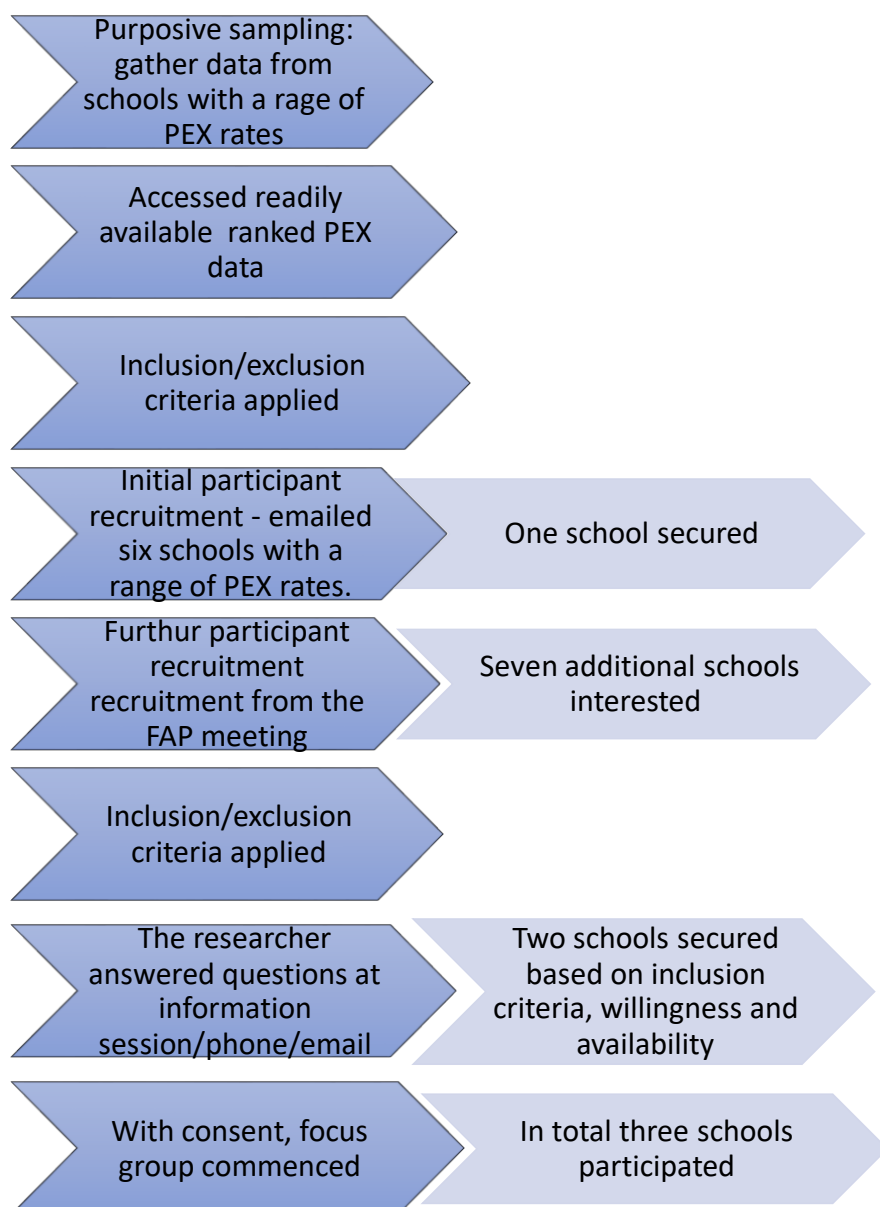 Purposive sampling:
gather data from
schools with a rage of
PEX rates
Accessed readily
available  ranked PEX
data
Inclusion/exclusion
criteria applied
Initial participant
recruitment - emailed
six schools with a
range of PEX rates.
One school secured
Furthur participant
recruitment
recruitment from the
FAP meeting
Seven additional schools
interested
Inclusion/exclusion
criteria applied
The researcher
answered questions at
information
session/phone/email
Two schools secured
based on inclusion
criteria, willingness and
availability
With consent, focus
group commenced
In total three schools
participated